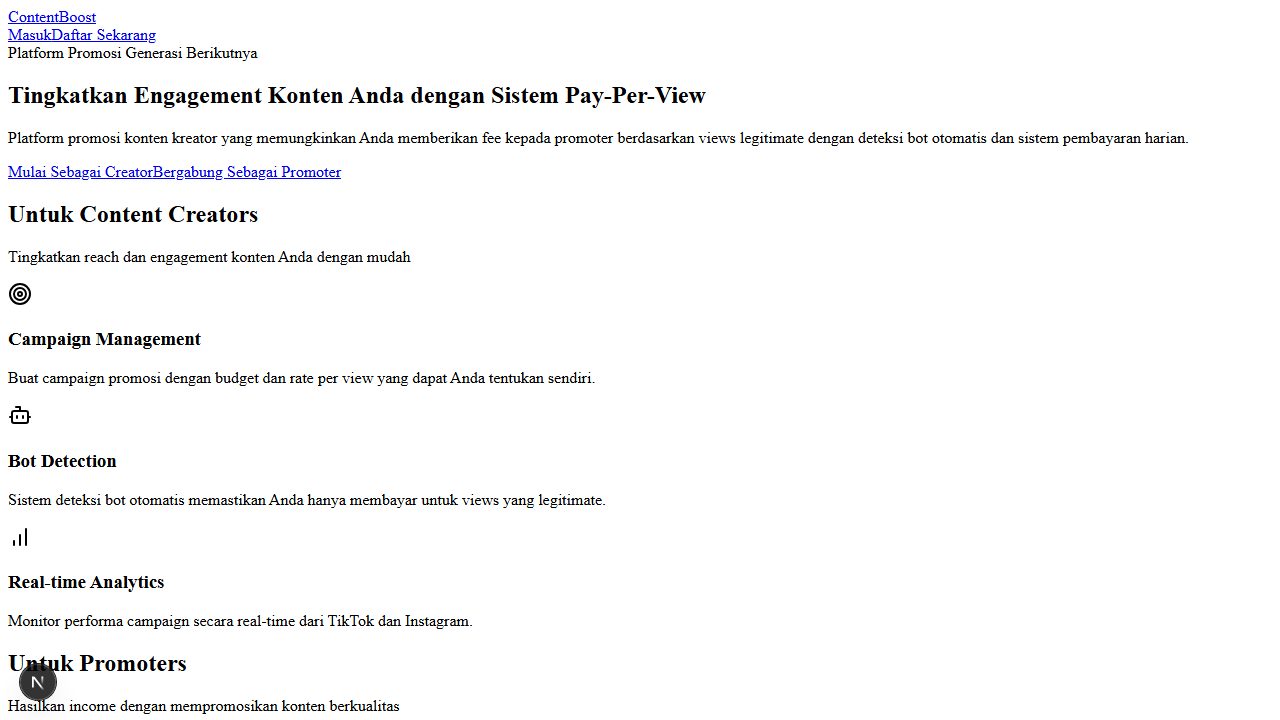 ContentBoost
MasukDaftar Sekarang
Platform Promosi Generasi Berikutnya
Tingkatkan Engagement Konten Anda dengan Sistem Pay-Per-View
Platform promosi konten kreator yang memungkinkan Anda memberikan fee kepada promoter berdasarkan views legitimate dengan deteksi bot otomatis dan sistem pembayaran harian.
Mulai Sebagai CreatorBergabung Sebagai Promoter
Untuk Content Creators
Tingkatkan reach dan engagement konten Anda dengan mudah
Campaign Management
Buat campaign promosi dengan budget dan rate per view yang dapat Anda tentukan sendiri.
Bot Detection
Sistem deteksi bot otomatis memastikan Anda hanya membayar untuk views yang legitimate.
Real-time Analytics
Monitor performa campaign secara real-time dari TikTok dan Instagram.
Untuk Promoters
N
Hasilkan income dengan mempromosikan konten berkualitas